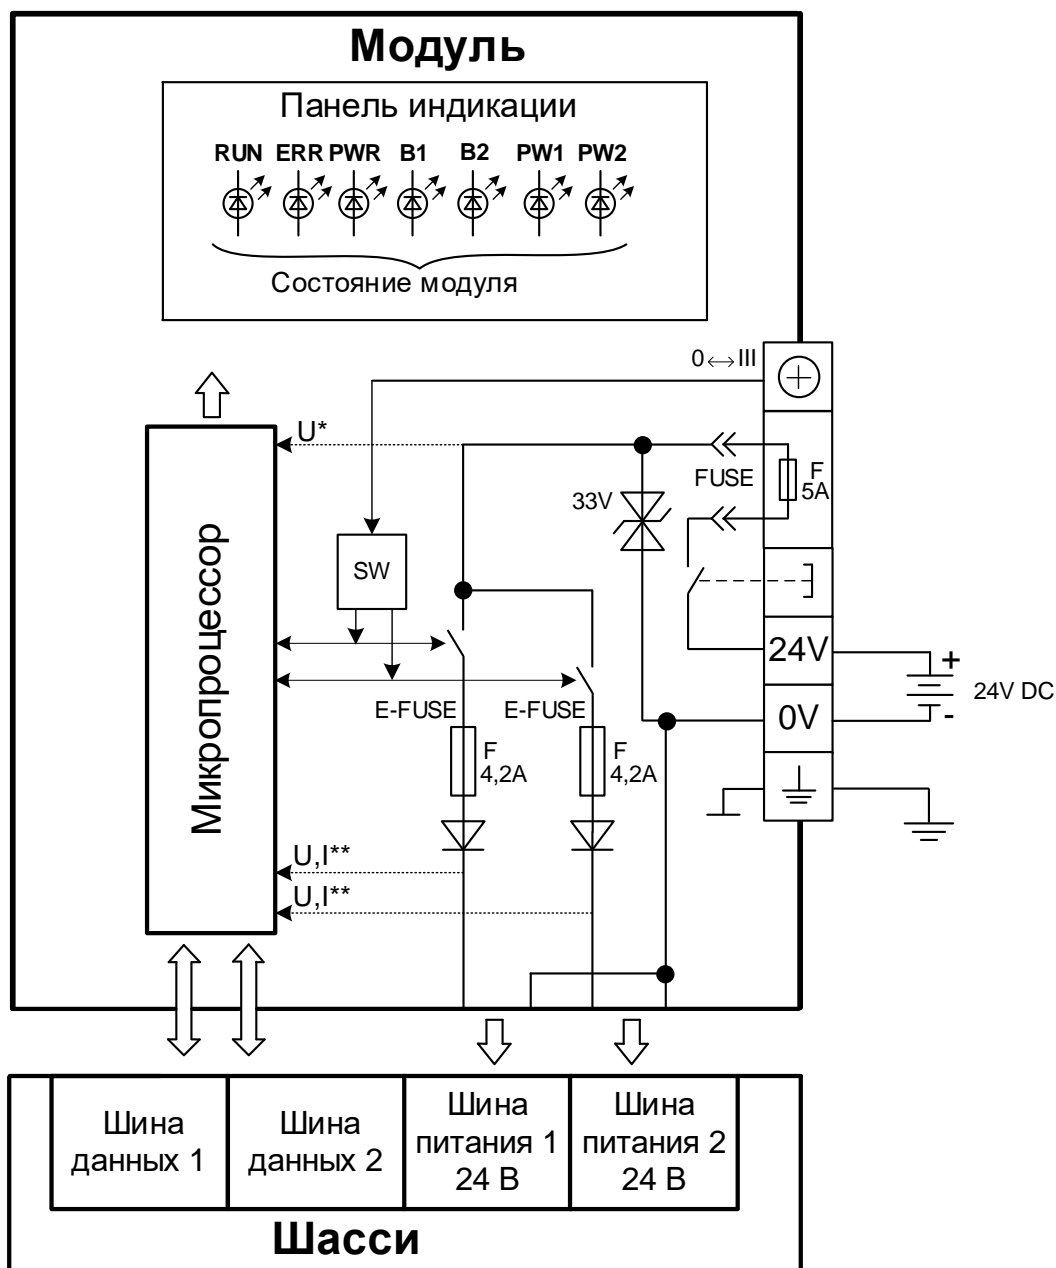 Модуль
Панель индикации
RUN ERR PWR B1 B2 PW1 PW2
Состояние модуля
0↔III
U*
FUSE
F
5A
33V
SW
Микропроцессор
24V
+
24V DC
-
0V
E-FUSE E-FUSE
F
4,2A
F
4,2A
U,I**
U,I**
Шина
данных 1
Шина
данных 2
Шина
питания 1
24 В
Шина
питания 2
24 В
Шасси